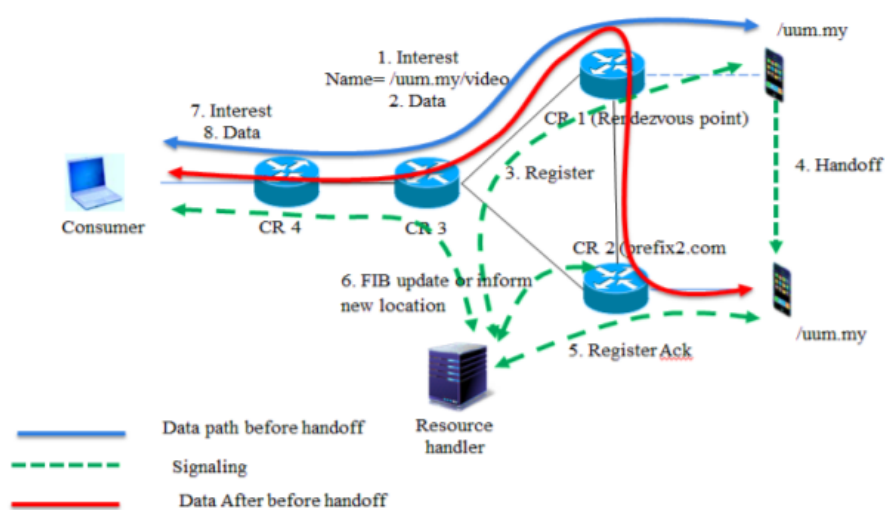 /uum.my
1. Interest
Name= /uum.my/video
2. Data
7. Interest
8. Data
CR 1 (Rendezvous point)
3. Register
4. Handoff
Consumer
CR 4
CR 3
CR 2 (prefix2.com
6. FIB update or inform
new location
/uum.my
5. Register Ack
Resource
handler
Data path before handoff
Signaling
Data After before handoff